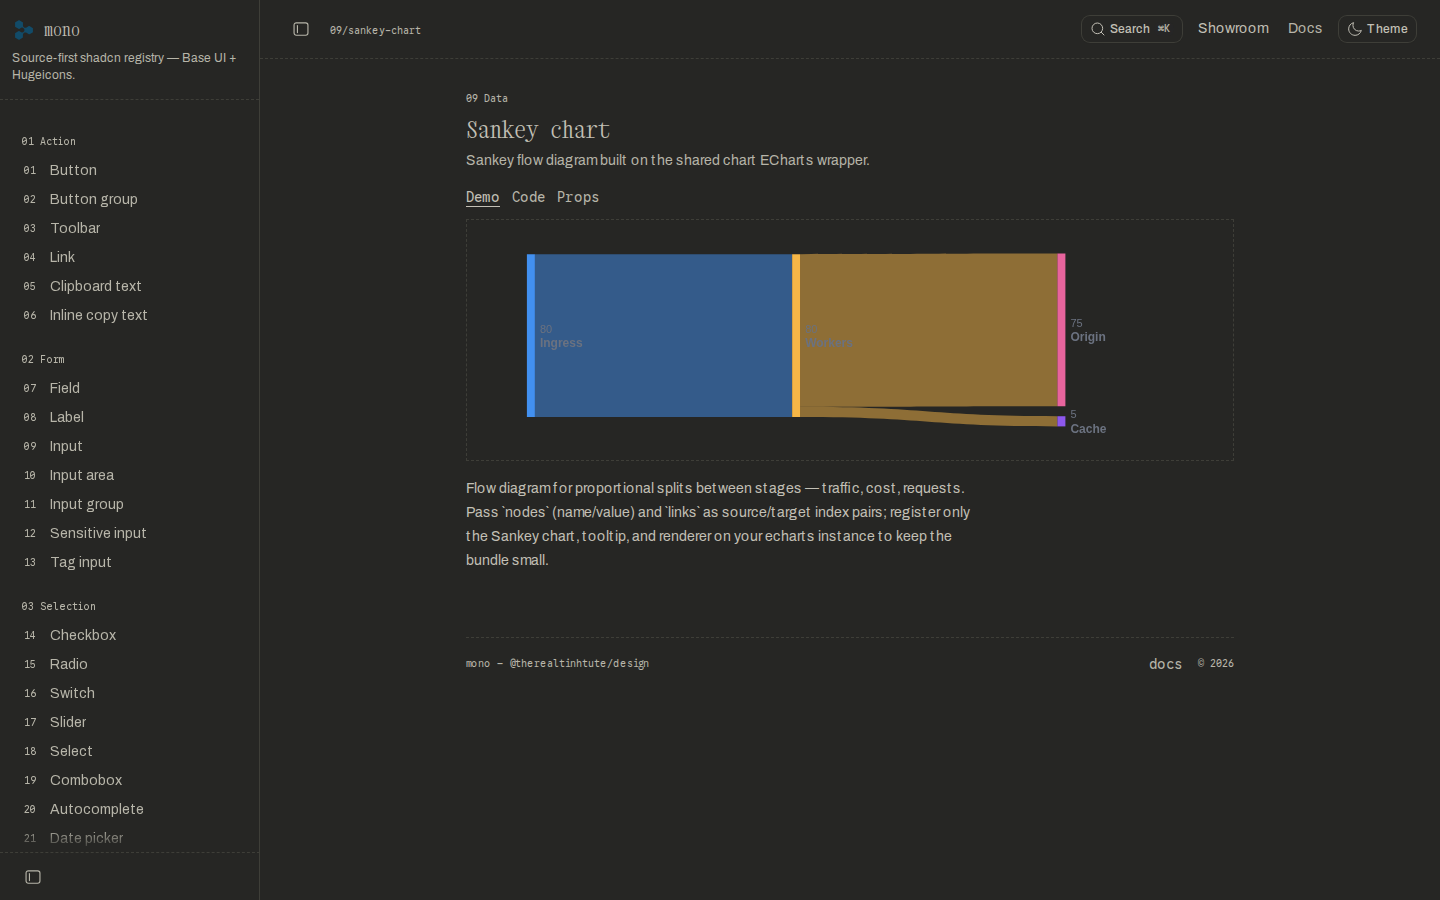 mono
Source-first shadcn registry — Base UI +
Hugeicons.
01 Action
01 Button
02 Button group
03 Toolbar
04 Link
05 Clipboard text
06 Inline copy text
02 Form
07 Field
08 Label
09 Input
10 Input area
11 Input group
12 Sensitive input
13 Tag input
03 Selection
14 Checkbox
15 Radio
16 Switch
17 Slider
18 Select
19 Combobox
20 Autocomplete
21 Date picker
09/sankey-chart
Search ⌘K
Showroom
Docs
Theme
09 Data
Sankey chart
Sankey flow diagram built on the shared chart ECharts wrapper.
Demo Code Props
80
Ingress
75
Origin
5
Cache
Flow diagram for proportional splits between stages — traffic, cost, requests.
Pass `nodes` (name/value) and `links` as source/target index pairs; register only
the Sankey chart, tooltip, and renderer on your echarts instance to keep the
bundle small.
mono — @therealtinhtute/design
docs © 2026